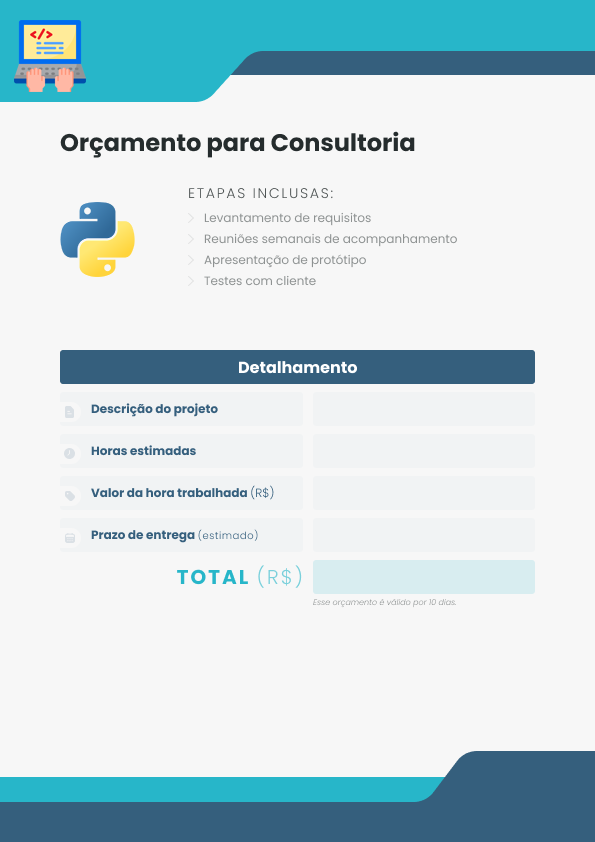 </>
Orçamento para Consultoria
ETAPAS INCLUSAS:
Levantamento de requisitos
Reuniões semanais de acompanhamento
Apresentação de protótipo
Testes com cliente
Detalhamento
Descrição do projeto
Horas estimadas
Valor da hora trabalhada (R$)
Prazo de entrega (estimado)
TOTAL (R$)
Esse orçamento é válido por 10 dias.